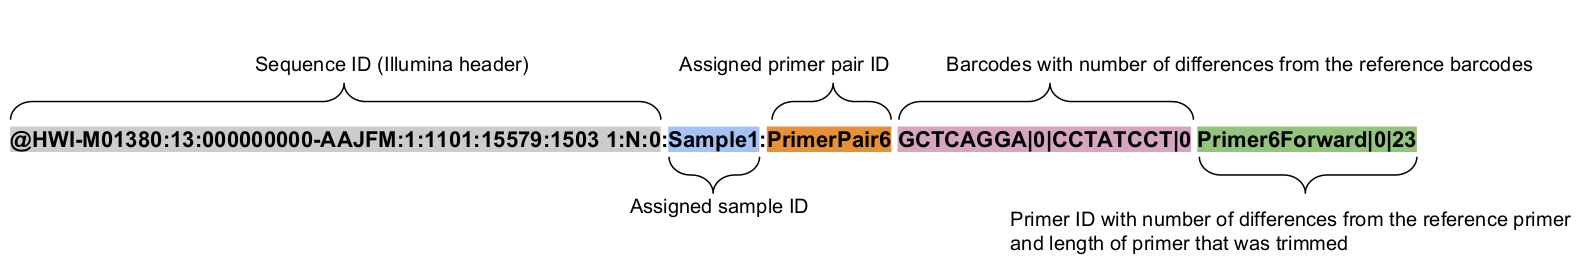 Sequence ID (Illumina header)
Assigned primer pair ID
Barcodes with number of differences from the reference barcodes
@HWI-M01380:13:000000000-AAJFM:1:1101:15579:1503 1:N:0:Sample1:PrimerPair6 GCTCAGGA|0|CCTATCCT|0 Primer6Forward|0|23
Assigned sample ID
Primer ID with number of differences from the reference primer
and length of primer that was trimmed